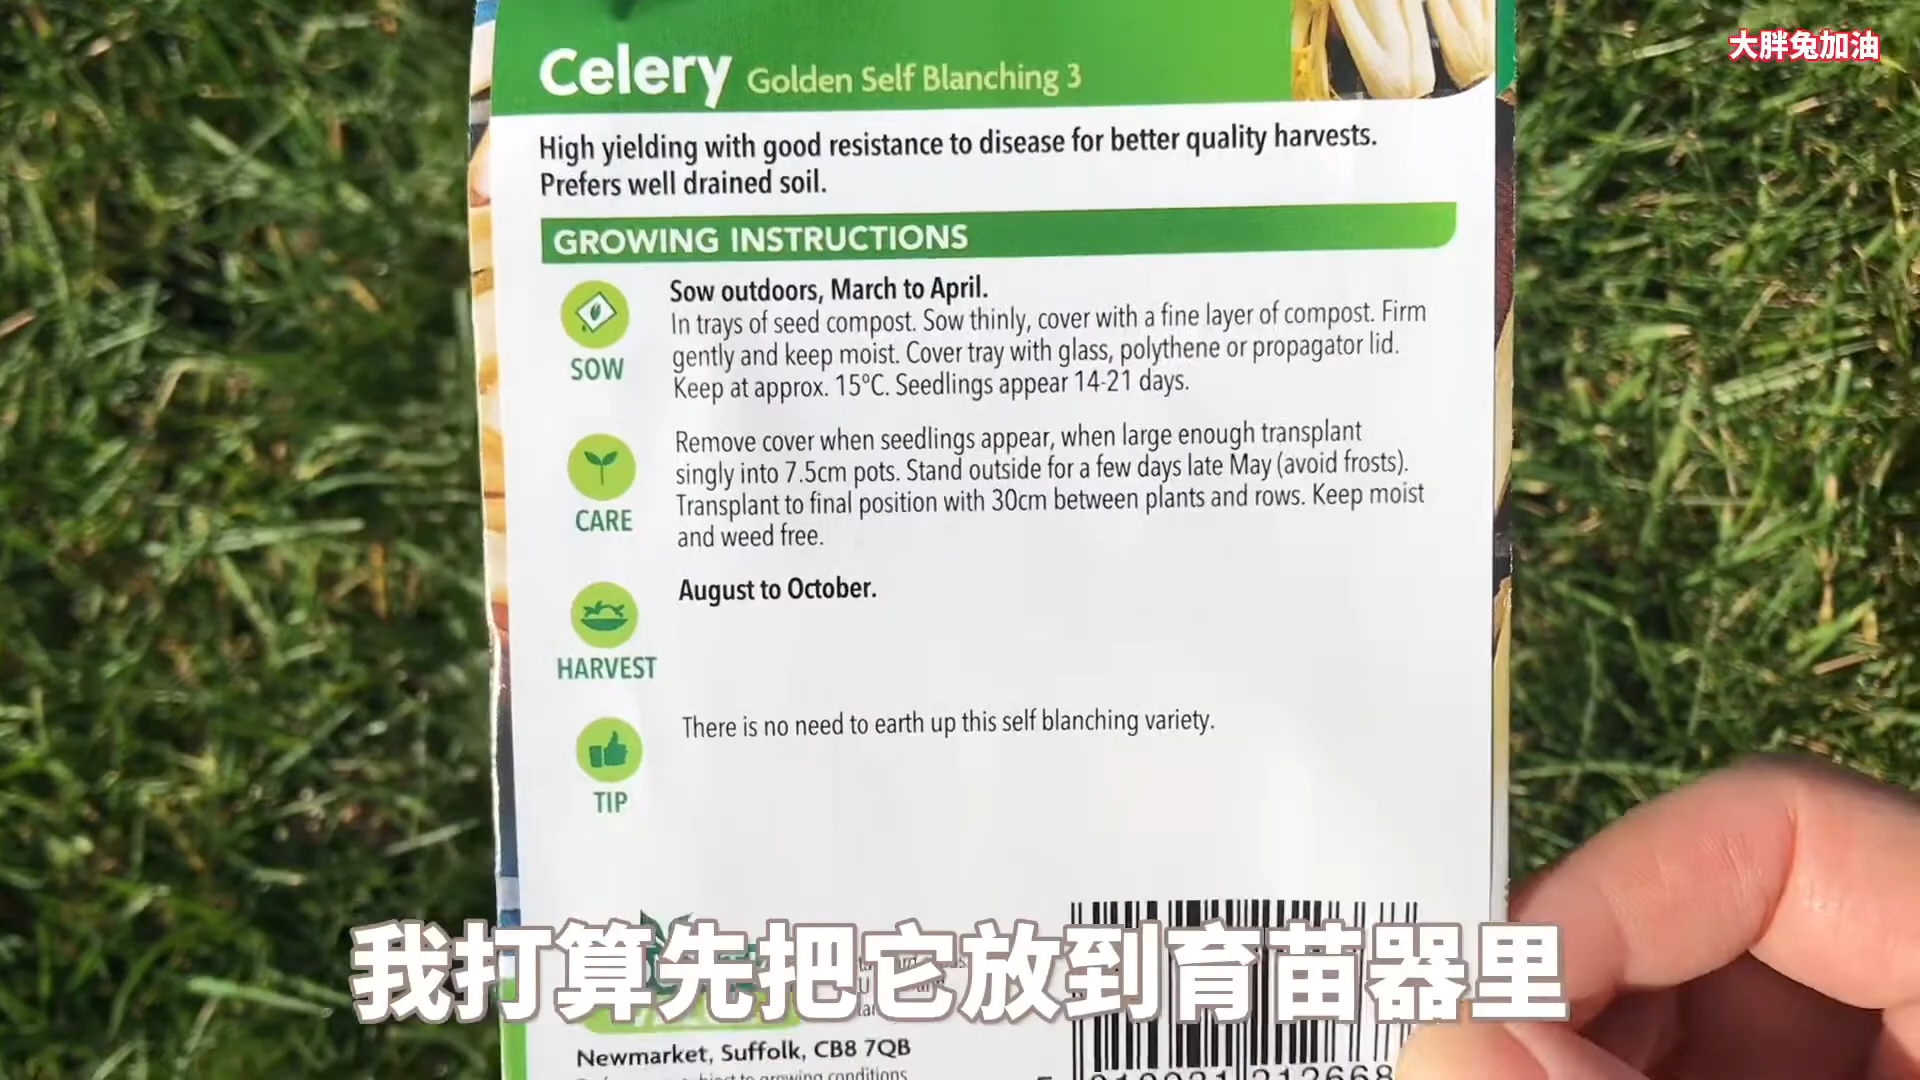 大胖兔加油
Celery Golden Self Blanching 3
High yielding with good resistance to disease for better quality harvests.
Prefers well drained soil.
GROWING INSTRUCTIONS
SOW
Sow outdoors, March to April.
In trays of seed compost. Sow thinly, cover with a fine layer of compost. Firm
gently and keep moist. Cover tray with glass, polythene or propagator lid.
Keep at approx. 15°C. Seedlings appear 14-21 days.
CARE
Remove cover when seedlings appear, when large enough transplant
singly into 7.5cm pots. Stand outside for a few days late May (avoid frosts).
Transplant to final position with 30cm between plants and rows. Keep moist
and weed free.
HARVEST
August to October.
TIP
There is no need to earth up this self blanching variety.
我打算先把它放到育苗器里
Newmarket, Suffolk, CB8 7QB
growing conditions